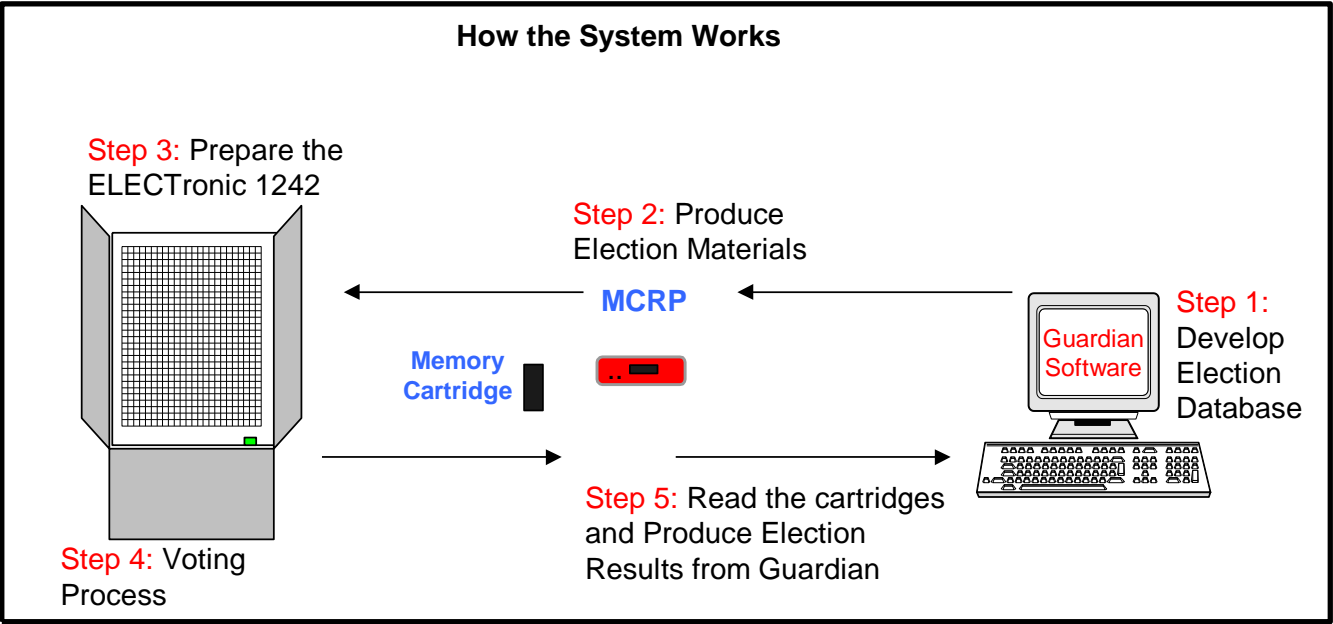 How the System Works
Step 3: Prepare the
ELECTronic 1242
Step 2: Produce
Election Materials
MCRP
Memory
Cartridge
Guardian
Software
Step 1:
Develop
Election
Database
Step 5: Read the cartridges
and Produce Election
Results from Guardian
Step 4: Voting
Process